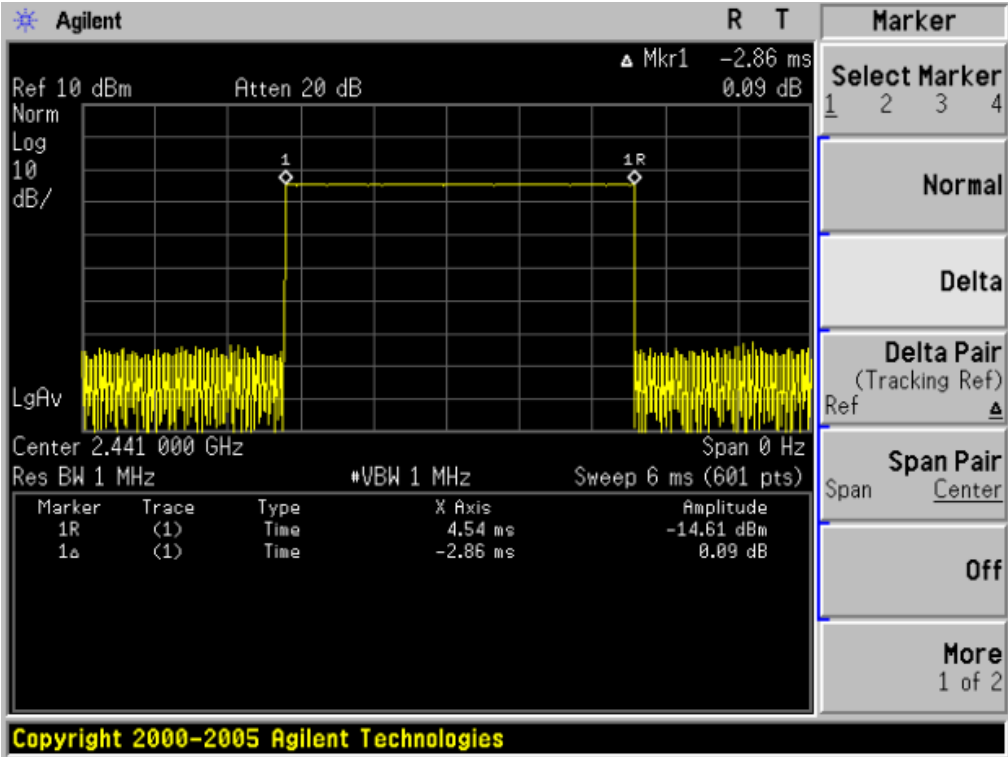 Agilent R T Marker
Δ Mkr1 -2.86 ms
Ref 10 dBm Atten 20 dB 0.09 dB
Norm
Log
10
dB/
1 1R
LgAv
Center 2.441 000 GHz Span 0 Hz
Res BW 1 MHz #VBW 1 MHz Sweep 6 ms (601 pts)
Marker Trace Type X Axis Amplitude
1R (1) Time 4.54 ms -14.61 dBm
1Δ (1) Time -2.86 ms 0.09 dB
Select Marker
1 2 3 4
Normal
Delta
Delta Pair
(Tracking Ref)
Ref Δ
Span Pair
Span Center
Off
More
1 of 2
Copyright 2000-2005 Agilent Technologies